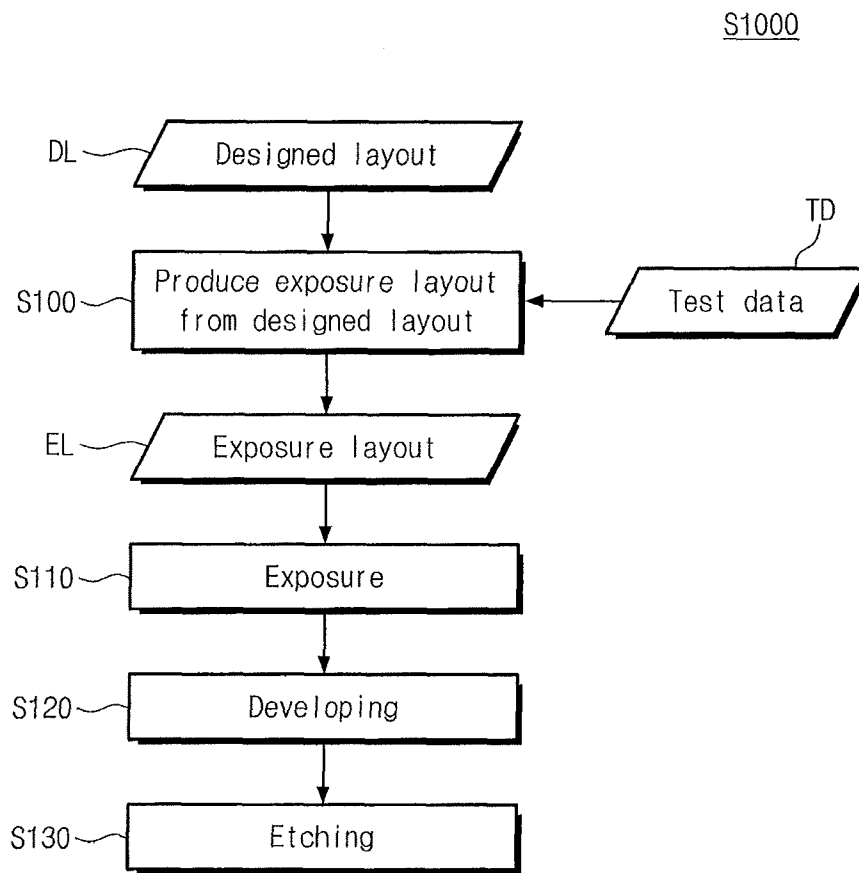 S1000
DL
Designed layout
TD
S100
Produce exposure layout
from designed layout
Test data
EL
Exposure layout
S110
Exposure
S120
Developing
S130
Etching